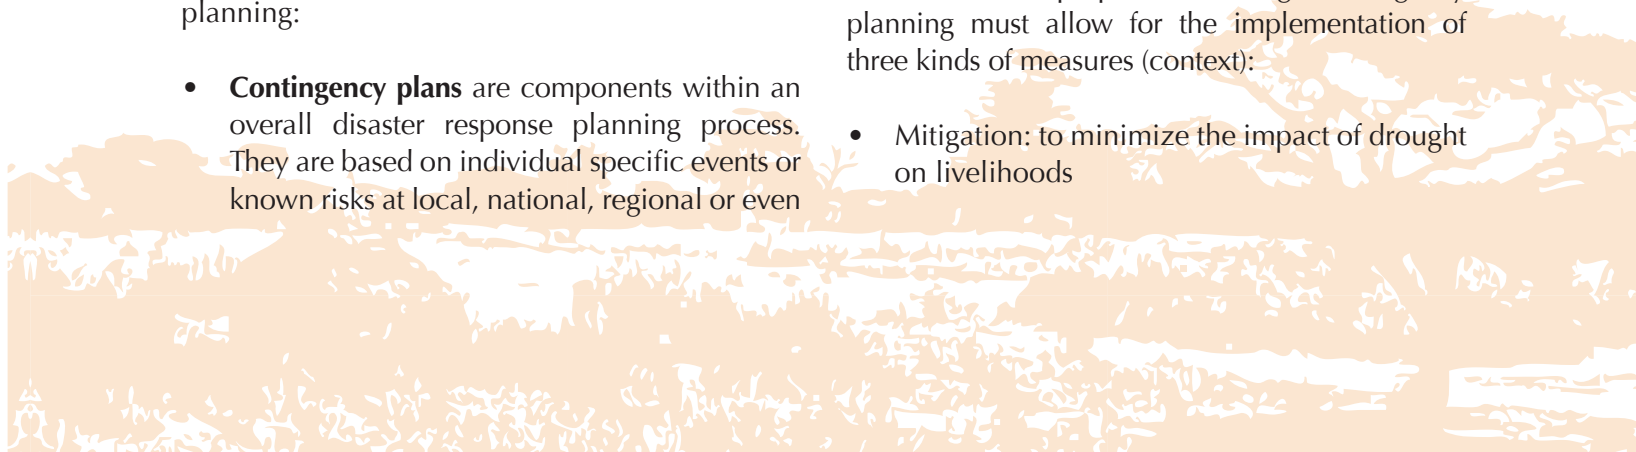 planning:
• Contingency plans are components within an
overall disaster response planning process.
They are based on individual specific events or
known risks at local, national, regional or even
planning must allow for the implementation of
three kinds of measures (context):
• Mitigation: to minimize the impact of drought
on livelihoods